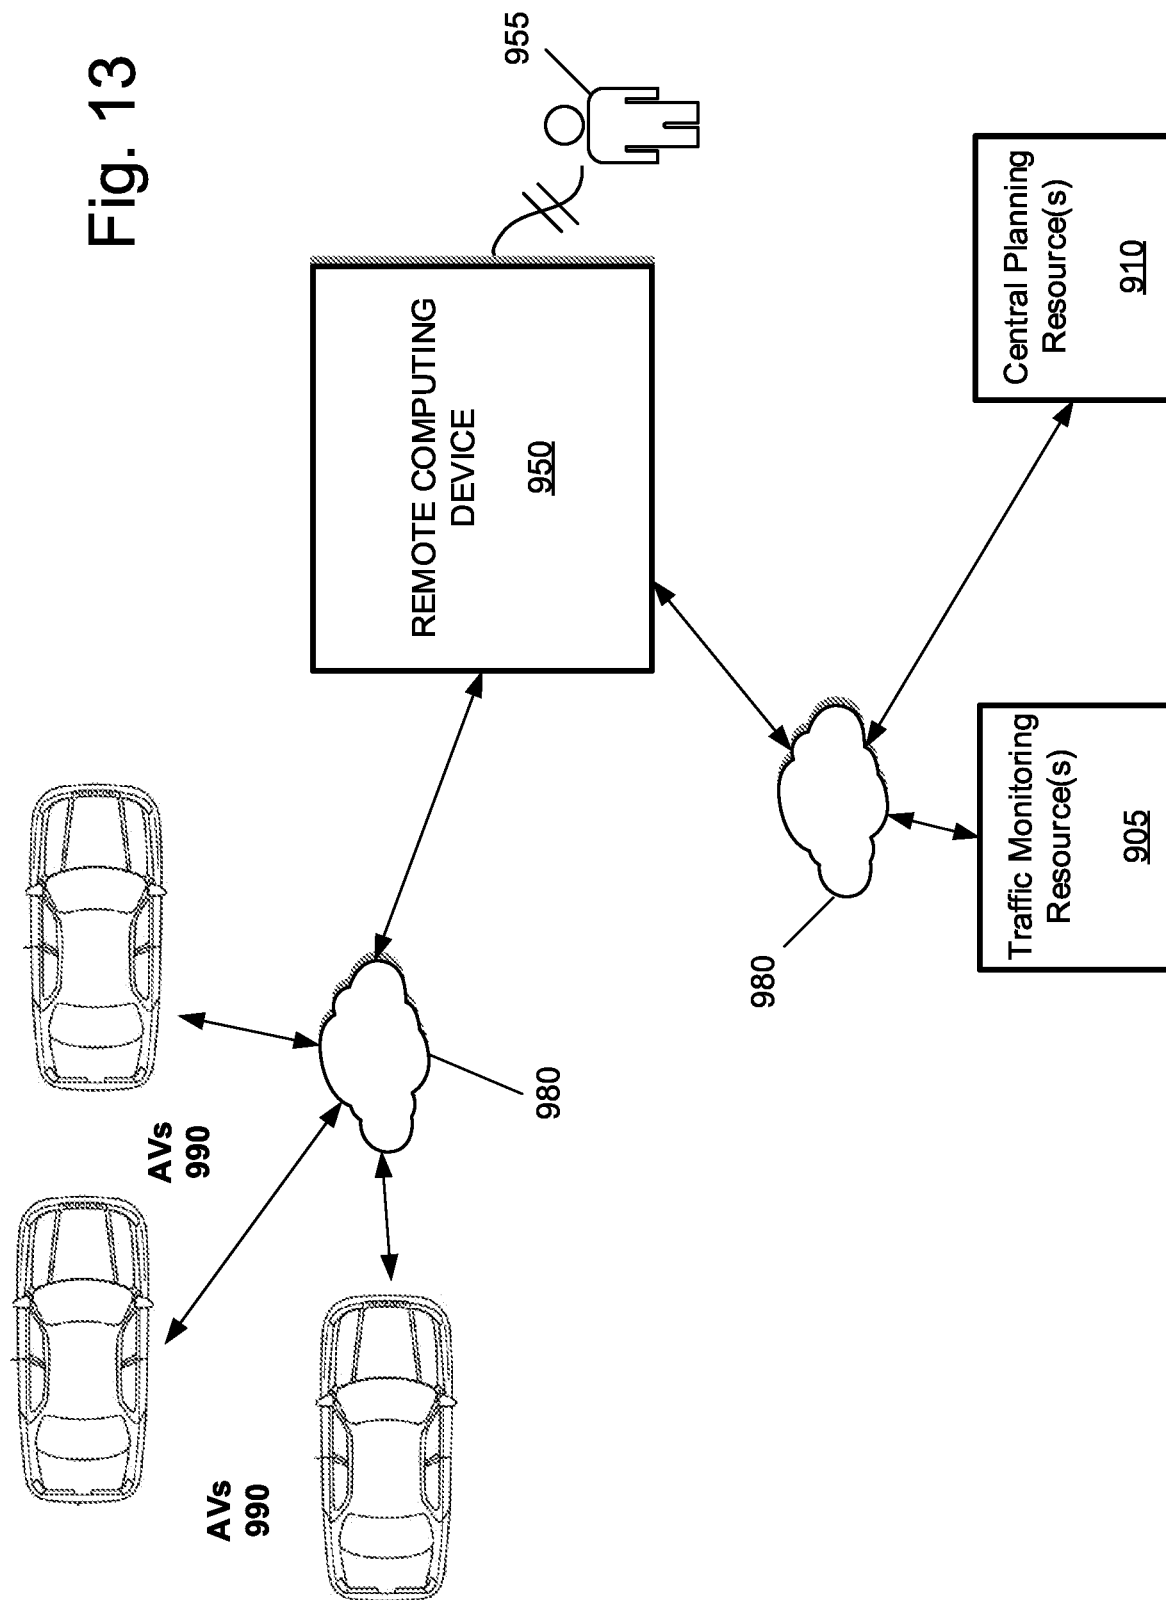 Fig. 13
AVs
990
AVs
990
980
REMOTE COMPUTING
DEVICE
950
955
980
Traffic Monitoring
Resource(s)
905
Central Planning
Resource(s)
910